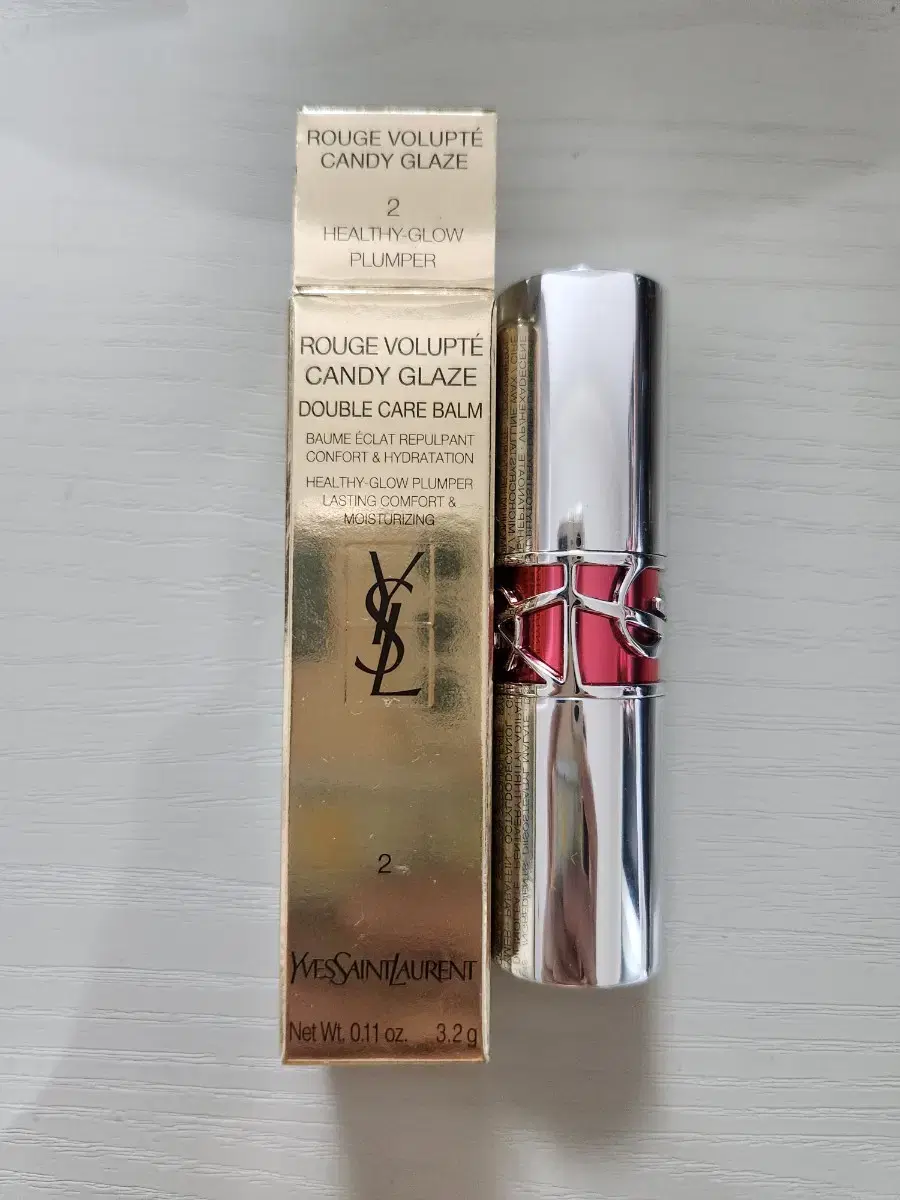 ROUGE VOLUPTÉ
CANDY GLAZE
2
HEALTHY-GLOW
PLUMPER
ROUGE VOLUPTÉ
CANDY GLAZE
DOUBLE CARE BALM
BAUME ÉCLAT REPULPANT
CONFORT & HYDRATATION
HEALTHY-GLOW PLUMPER
LASTING COMFORT &
MOISTURIZING
YSL
2
YVESSAINTLAURENT
Net Wt. 0.11 oz. 3.2 g